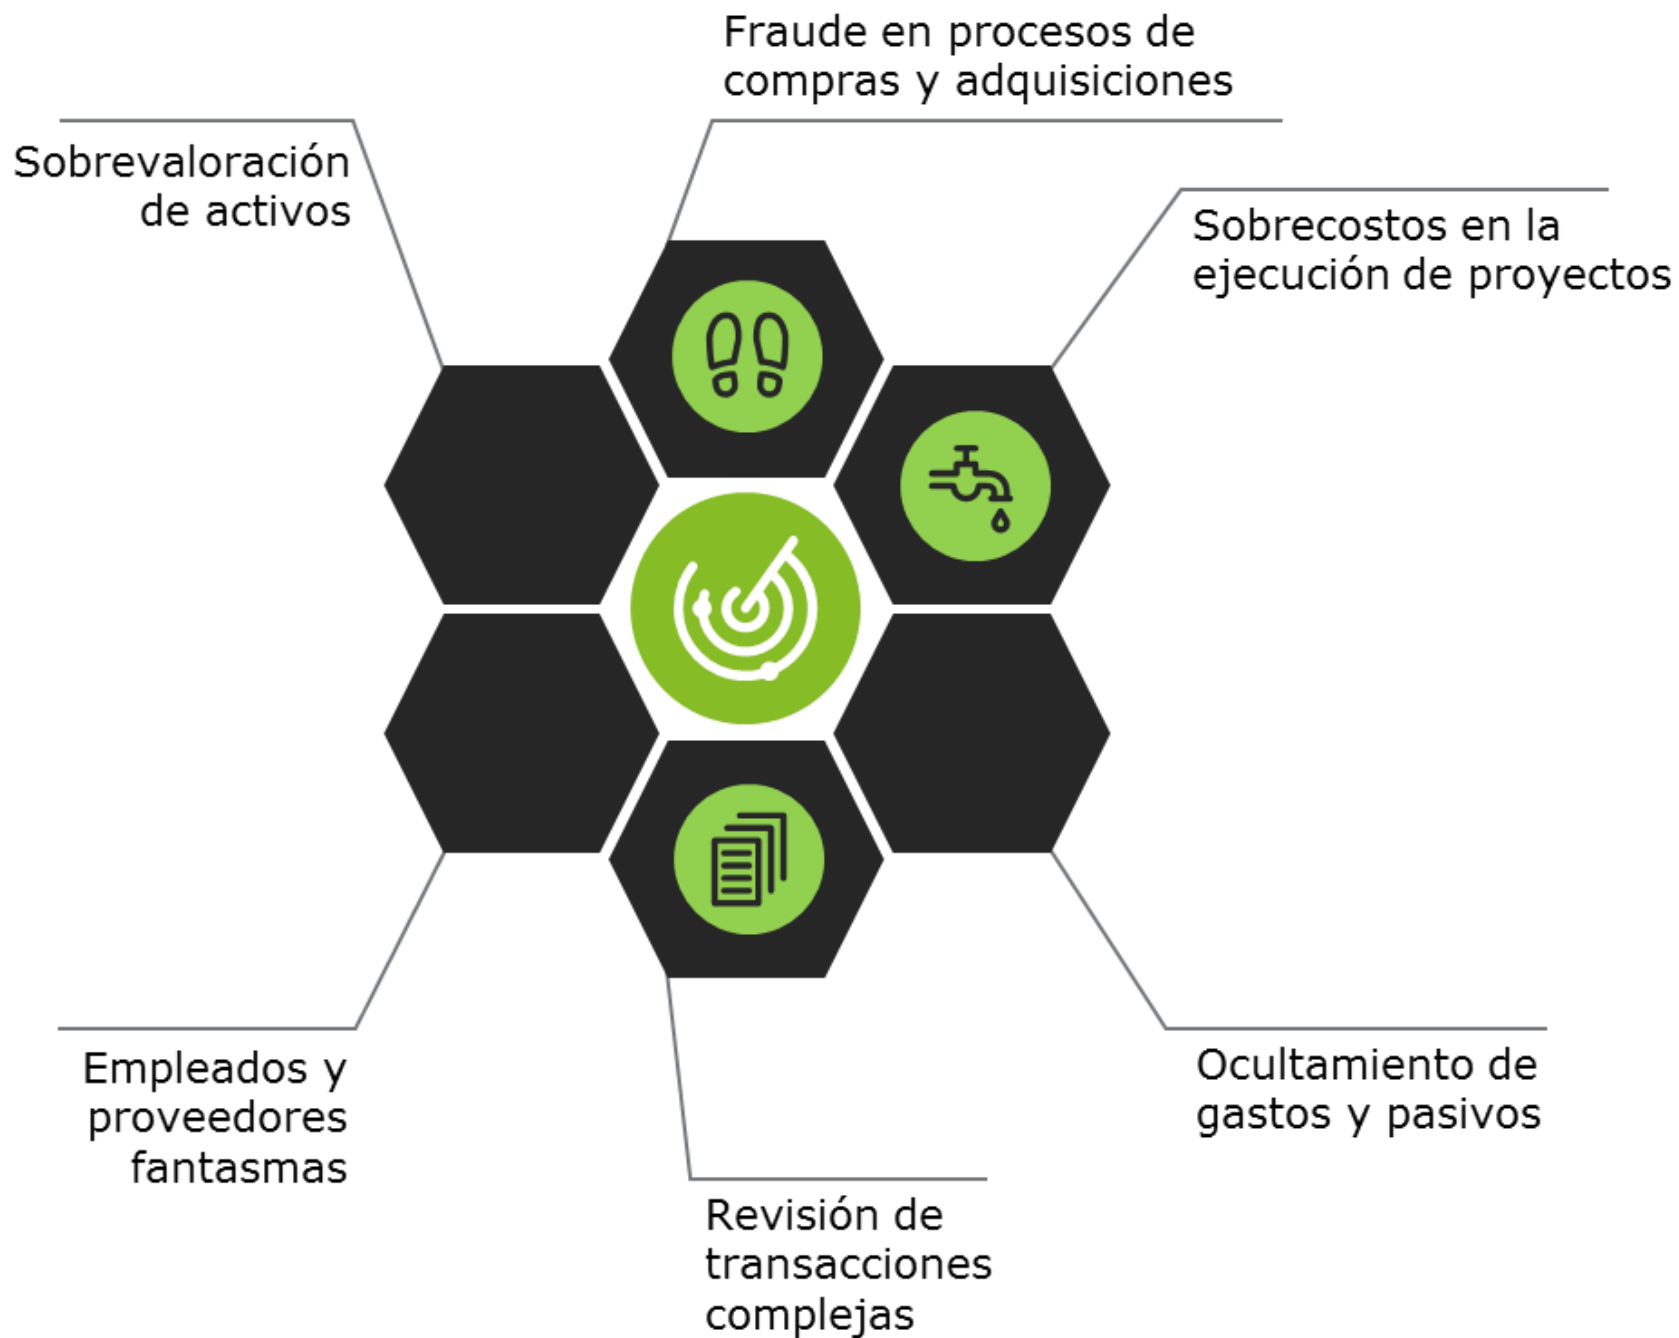 Fraude en procesos de
compras y adquisiciones
Sobrevaloración
de activos
Sobrecostos en la
ejecución de proyectos
Empleados y
proveedores
fantasmas
Ocultamiento de
gastos y pasivos
Revisión de
transacciones
complejas